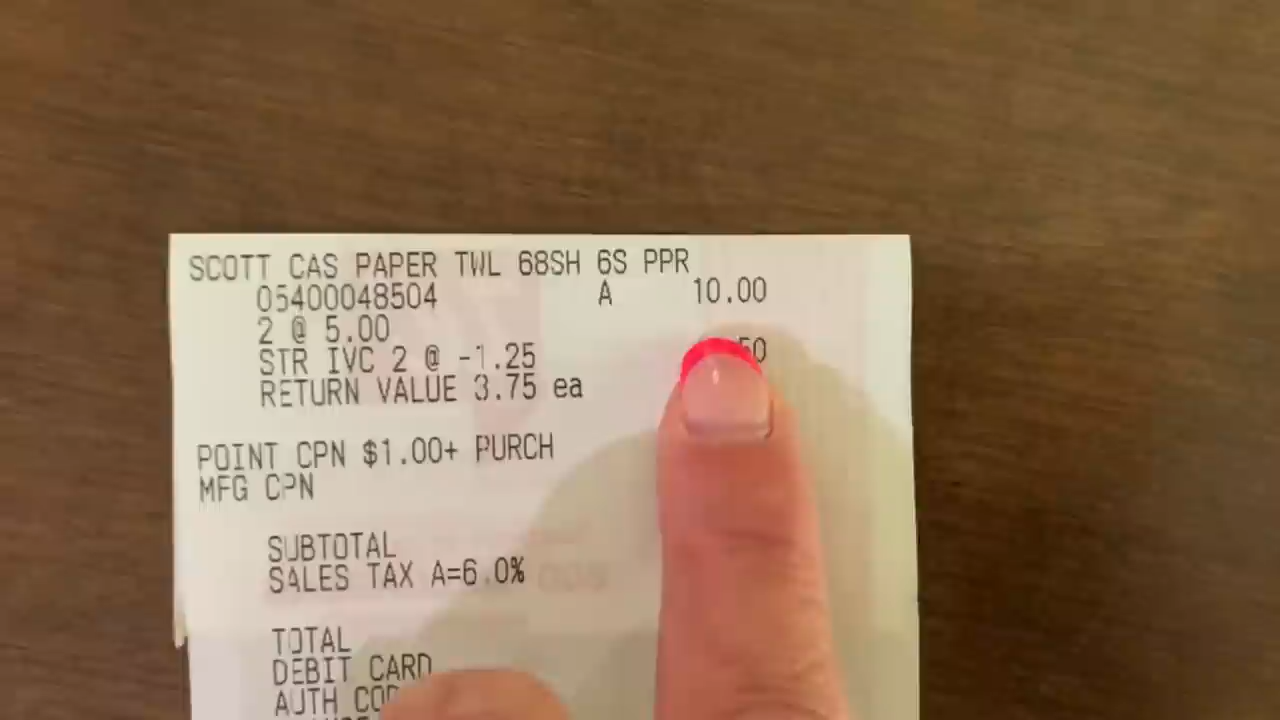 SCOTT CAS PAPER TWL 68SH 6S PPR
05400048504 A 10.00
2 @ 5.00
STR IVC 2 @ -1.25 50
RETURN VALUE 3.75 ea
POINT CPN $1.00+ PURCH
MFG CPN
SUBTOTAL
SALES TAX A=6.0%
TOTAL
DEBIT CARD
AUTH